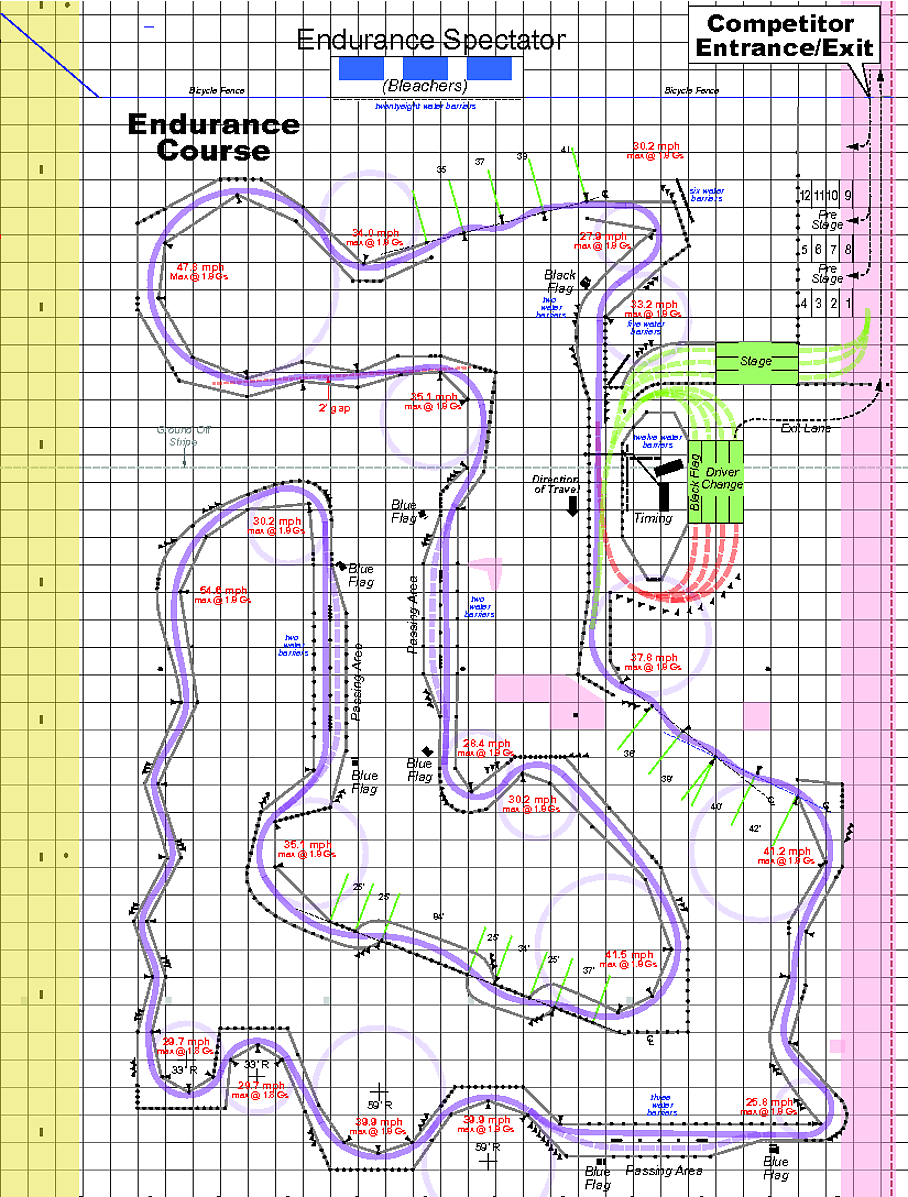 Competitor
Entrance/Exit
Endurance Spectator
(Bleachers)
twentyeight water barriers
Bicycle Fence
Bicycle Fence
Endurance
Course
35
37
39
41
30.2 mph
max @ 1.9 Gs
six water
barriers
12 11 10 9
Pre
Stage
5 6 7 8
Pre
Stage
4 3 2 1
34.0 mph
max @ 1.9 Gs
27.9 mph
max @ 1.9 Gs
47.3 mph
Max @ 1.9 Gs
Black
Flag
two
water
barriers
33.2 mph
max @ 1.9 Gs
five water
barriers
Stage
35.1 mph
max @ 1.9 Gs
2' gap
Ground Off
Stripe
twelve water
barriers
Exit Lane
Black Flag
Driver
Change
Direction
of Travel
Timing
Blue
Flag
30.2 mph
max @ 1.9 Gs
Blue
Flag
54.6 mph
max @ 1.9 Gs
Passing Area
two
water
barriers
two
water
barriers
Passing Area
37.8 mph
max @ 1.9 Gs
Blue
Flag
Blue
Flag
28.4 mph
max @ 1.9 Gs
30.2 mph
max @ 1.9 Gs
36'
39'
40'
42'
35.1 mph
max @ 1.9 Gs
41.2 mph
max @ 1.9 Gs
25'
25'
84'
25'
31'
25'
37'
41.5 mph
max @ 1.9 Gs
29.7 mph
max @ 1.9 Gs
33' R
33' R
29.7 mph
max @ 1.9 Gs
59' R
39.9 mph
max @ 1.9 Gs
39.9 mph
max @ 1.9 Gs
59' R
three
water
barriers
25.8 mph
max @ 1.9 Gs
Blue
Flag
Passing Area
Blue
Flag